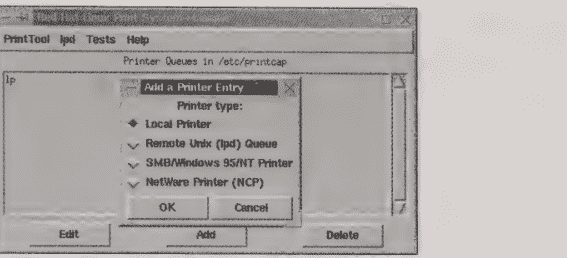 PrintTool lpd Tests Help
Printer Queues in /etc/printcap
lp
Add a Printer Entry
Printer type:
Local Printer
Remote Unix (lpd) Queue
SMB/Windows 95/NT Printer
NetWare Printer (NCP)
OK Cancel
Edit Add Delete